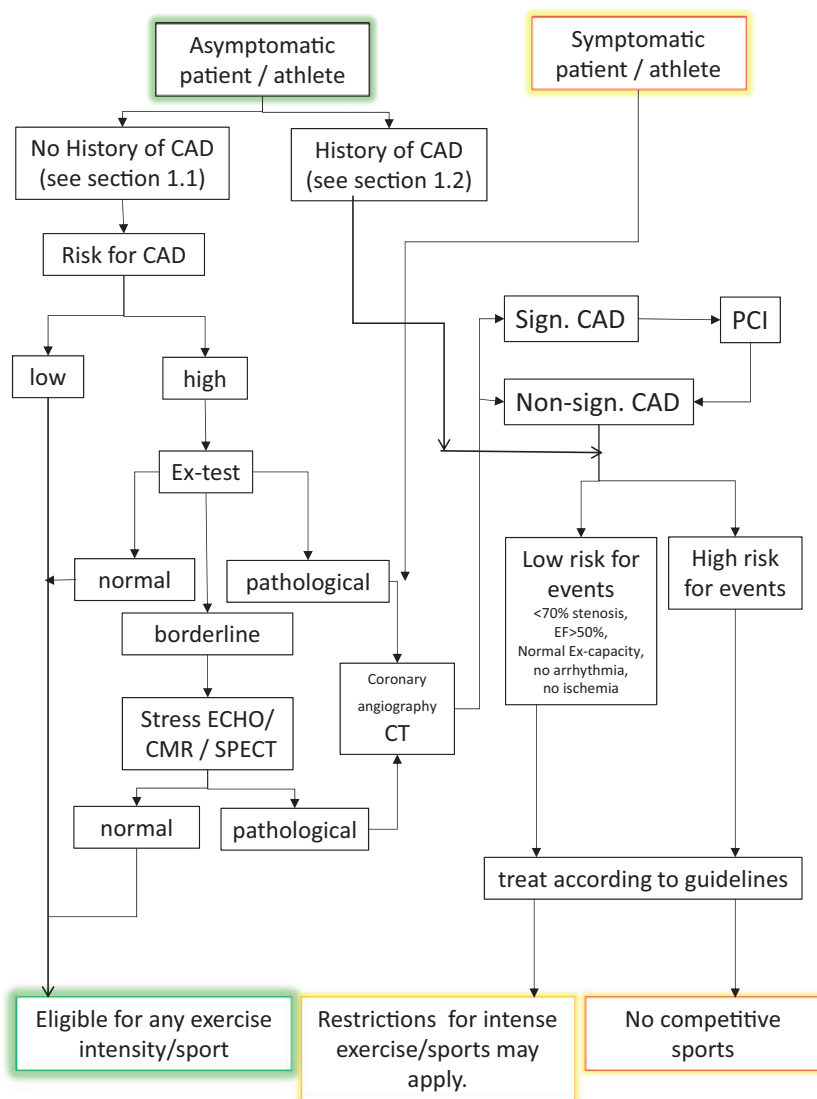 Asymptomatic
patient / athlete
Symptomatic
patient / athlete
No History of CAD
(see section 1.1)
History of CAD
(see section 1.2)
Risk for CAD
Sign. CAD
PCI
low
high
Non-sign. CAD
Ex-test
Low risk for
events
<70% stenosis,
EF>50%,
Normal Ex-capacity,
no arrhythmia,
no ischemia
High risk
for events
normal
pathological
borderline
Coronary
angiography
CT
Stress ECHO/
CMR / SPECT
normal
pathological
treat according to guidelines
Eligible for any exercise
intensity/sport
Restrictions for intense
exercise/sports may
apply.
No competitive
sports